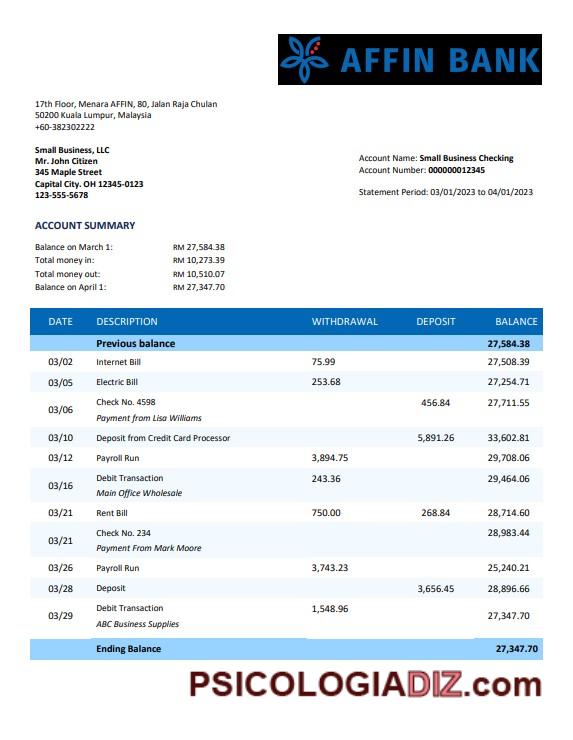 AFFIN BANK
17th Floor, Menara AFFIN, 80, Jalan Raja Chulan
50200 Kuala Lumpur, Malaysia
+60-382302222
Small Business, LLC
Mr. John Citizen
345 Maple Street
Capital City. OH 12345-0123
123-555-5678
Account Name: Small Business Checking
Account Number: 000000012345
Statement Period: 03/01/2023 to 04/01/2023
ACCOUNT SUMMARY
Balance on March 1: RM 27,584.38
Total money in: RM 10,273.39
Total money out: RM 10,510.07
Balance on April 1: RM 27,347.70
DATE DESCRIPTION WITHDRAWAL DEPOSIT BALANCE
Previous balance 27,584.38
03/02 Internet Bill 75.99 27,508.39
03/05 Electric Bill 253.68 27,254.71
03/06 Check No. 4598 456.84 27,711.55
Payment from Lisa Williams
03/10 Deposit from Credit Card Processor 5,891.26 33,602.81
03/12 Payroll Run 3,894.75 29,708.06
03/16 Debit Transaction 243.36 29,464.06
Main Office Wholesale
03/21 Rent Bill 750.00 268.84 28,714.60
03/21 Check No. 234 28,983.44
Payment From Mark Moore
03/26 Payroll Run 3,743.23 25,240.21
03/28 Deposit 3,656.45 28,896.66
03/29 Debit Transaction 1,548.96 27,347.70
ABC Business Supplies
Ending Balance 27,347.70
PSICOLOGIADIZ.com